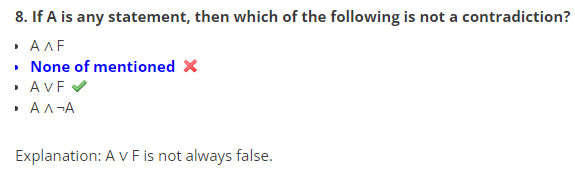 8. If A is any statement, then which of the following is not a contradiction?
• A ∧ F
• None of mentioned ❌
• A ∨ F ✔
• A ∧ ¬A
Explanation: A ∨ F is not always false.